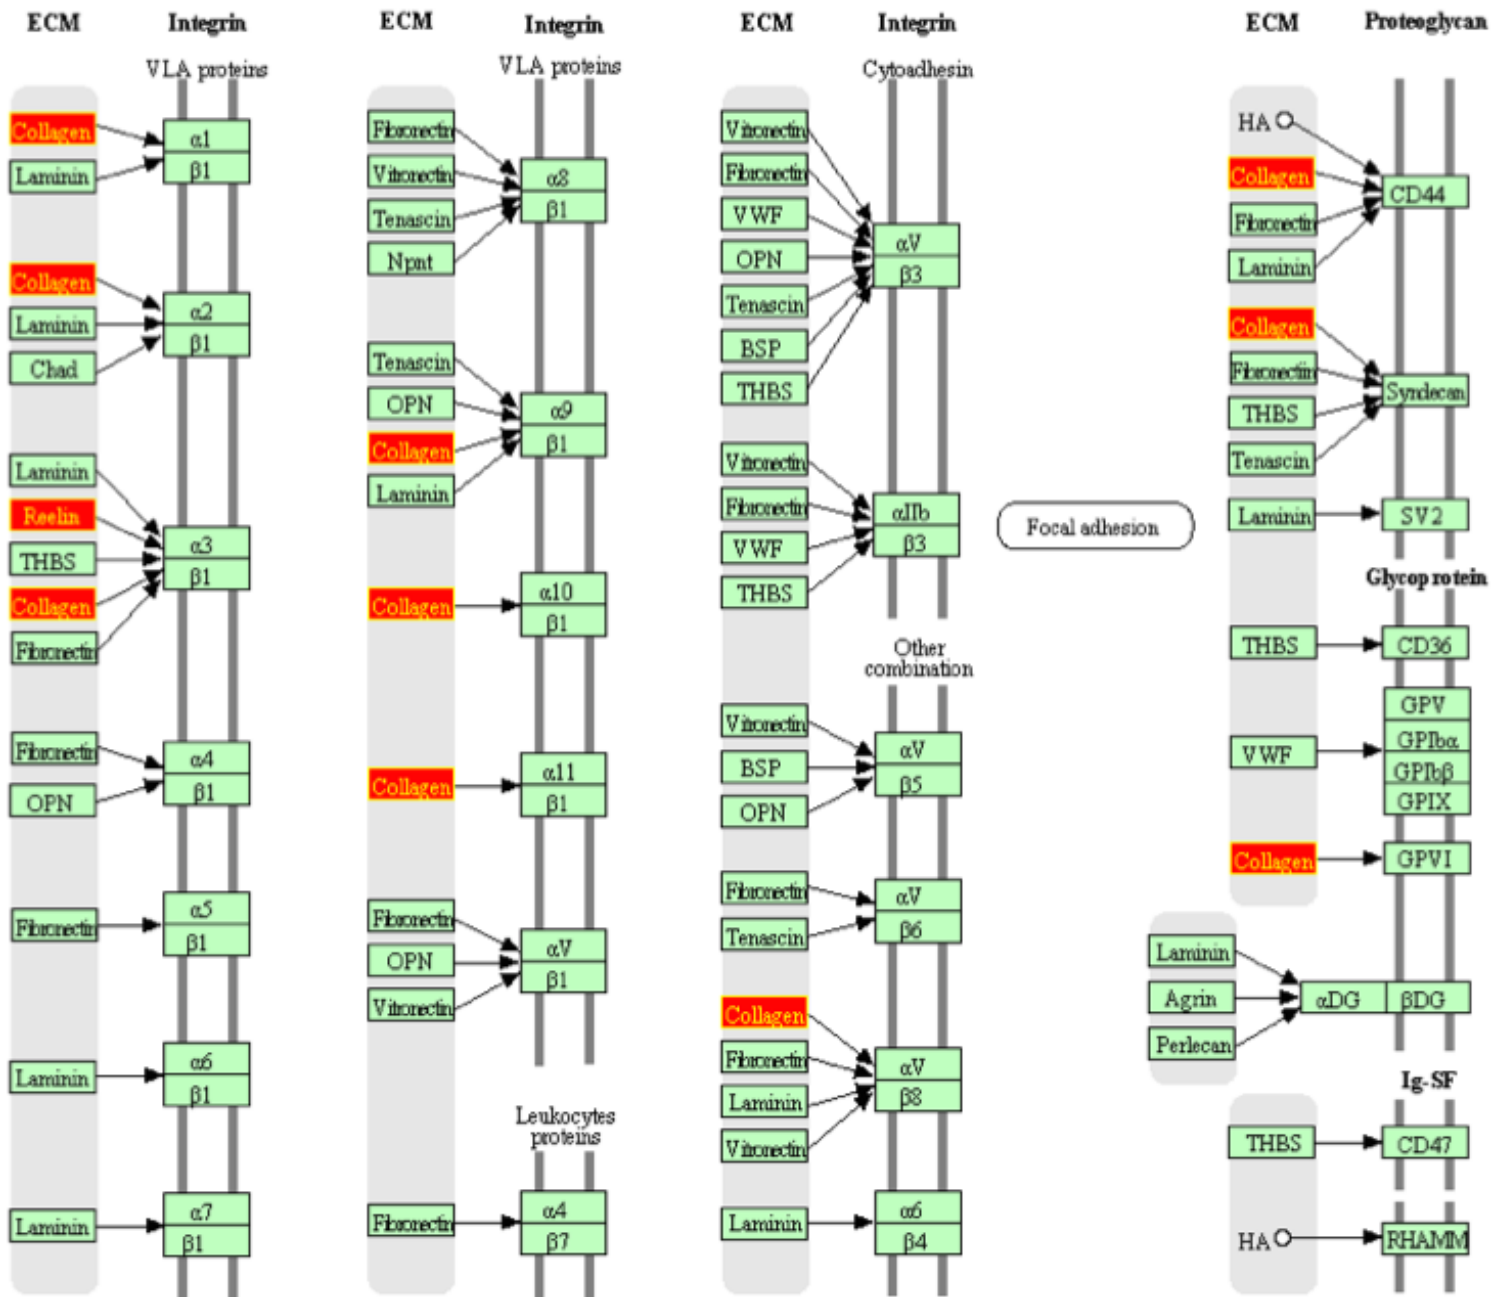 ECM Integrin
VLA proteins
Collagen
Laminin
α1
β1
Collagen
Laminin
Chad
α2
β1
Laminin
Reelin
THBS
Collagen
Fibronectin
α3
β1
Fibronectin
OPN
α4
β1
Fibronectin
α5
β1
Laminin
α6
β1
Laminin
α7
β1
ECM Integrin
VLA proteins
Fibronectin
Vitronectin
Tenascin
Npnt
α8
β1
Tenascin
OPN
Collagen
Laminin
α9
β1
Collagen
α10
β1
Collagen
α11
β1
Fibronectin
OPN
Vitronectin
αV
β1
Leukocytes
proteins
Fibronectin
α4
β7
ECM Integrin
Cytoadhesin
Vitronectin
Fibronectin
VWF
OPN
Tenascin
BSP
THBS
αV
β3
Vitronectin
Fibronectin
VWF
THBS
αIIb
β3
Other
combination
Vitronectin
BSP
OPN
αV
β5
Fibronectin
Tenascin
αV
β6
Collagen
Fibronectin
Laminin
Vitronectin
αV
β8
Laminin
α6
β4
Focal adhesion
ECM Proteoglycan
HA
Collagen
Fibronectin
Laminin
CD44
Collagen
Fibronectin
THBS
Tenascin
Syndecan
Laminin
SV2
Glycoprotein
THBS
CD36
VWF
GPV
GPIbα
GPIbβ
GPIX
Collagen
GPVI
Laminin
Agrin
Perlecan
αDG βDG
Ig-SF
THBS
CD47
HA
RHAMM